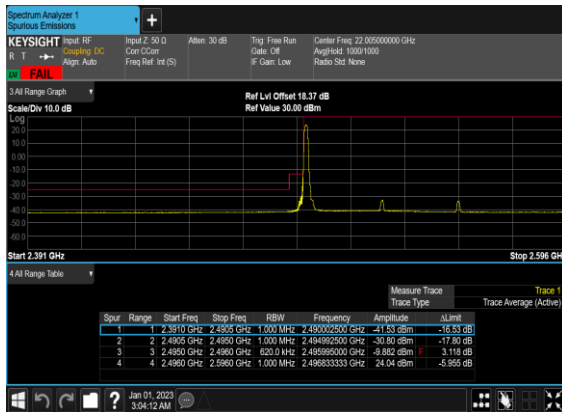 Spectrum Analyzer 1
Spurious Emissions
KEYSIGHT Input: RF Input Z: 50 Ω Atten: 30 dB Trig: Free Run Center Freq: 22.005000000 GHz
R T Coupling: DC Corr CCorr Gate: Off Avg|Hold: 1000/1000
Align: Auto Freq Ref: Int (S) IF Gain: Low Radio Std: None
FAIL
3 All Range Graph
Ref Lvl Offset 18.37 dB
Scale/Div 10.0 dB Ref Value 30.00 dBm
Log
20.0
10.0
0.00
-10.0
-20.0
-30.0
-40.0
-50.0
-60.0
Start 2.391 GHz Stop 2.596 GH
4 All Range Table
Measure Trace Trace 1
Trace Type Trace Average (Active)
Spur Range Start Freq Stop Freq RBW Frequency Amplitude ΔLimit
1 1 2.3910 GHz 2.4905 GHz 1.000 MHz 2.490002500 GHz -41.53 dBm -16.53 dB
2 2 2.4905 GHz 2.4950 GHz 1.000 MHz 2.494992500 GHz -30.80 dBm -17.80 dB
3 3 2.4950 GHz 2.4960 GHz 620.0 kHz 2.495995000 GHz -9.882 dBm F 3.118 dB
4 4 2.4960 GHz 2.5960 GHz 1.000 MHz 2.496833333 GHz 24.04 dBm -5.955 dB
? Jan 01, 2023
3:04:12 AM